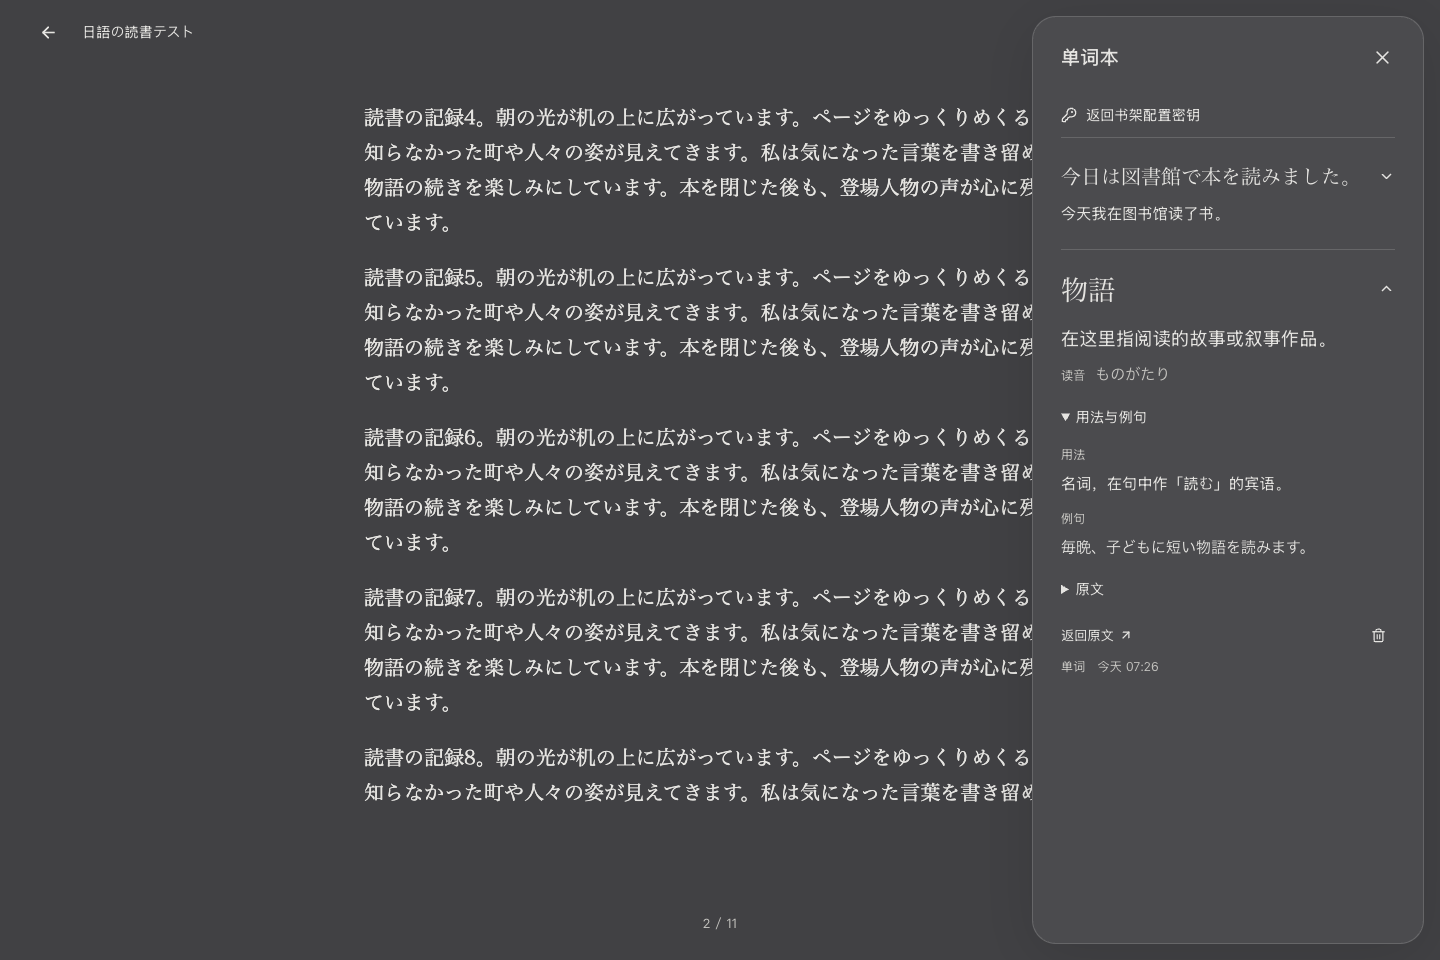 日語の読書テスト
読書の記録4。朝の光が机の上に広がっています。ページをゆっくりめくる
知らなかった町や人々の姿が見えてきます。私は気になった言葉を書き留め
物語の続きを楽しみにしています。本を閉じた後も、登場人物の声が心に残
ています。
読書の記録5。朝の光が机の上に広がっています。ページをゆっくりめくる
知らなかった町や人々の姿が見えてきます。私は気になった言葉を書き留め
物語の続きを楽しみにしています。本を閉じた後も、登場人物の声が心に残
ています。
読書の記録6。朝の光が机の上に広がっています。ページをゆっくりめくる
知らなかった町や人々の姿が見えてきます。私は気になった言葉を書き留め
物語の続きを楽しみにしています。本を閉じた後も、登場人物の声が心に残
ています。
読書の記録7。朝の光が机の上に広がっています。ページをゆっくりめくる
知らなかった町や人々の姿が見えてきます。私は気になった言葉を書き留め
物語の続きを楽しみにしています。本を閉じた後も、登場人物の声が心に残
ています。
読書の記録8。朝の光が机の上に広がっています。ページをゆっくりめくる
知らなかった町や人々の姿が見えてきます。私は気になった言葉を書き留め
2 / 11
单词本
返回书架配置密钥
今日は図書館で本を読みました。
今天我在图书馆读了书。
物語
在这里指阅读的故事或叙事作品。
读音 ものがたり
▼ 用法与例句
用法
名词，在句中作「読む」的宾语。
例句
毎晩、子どもに短い物語を読みます。
▶ 原文
返回原文 ↗
单词 今天 07:26